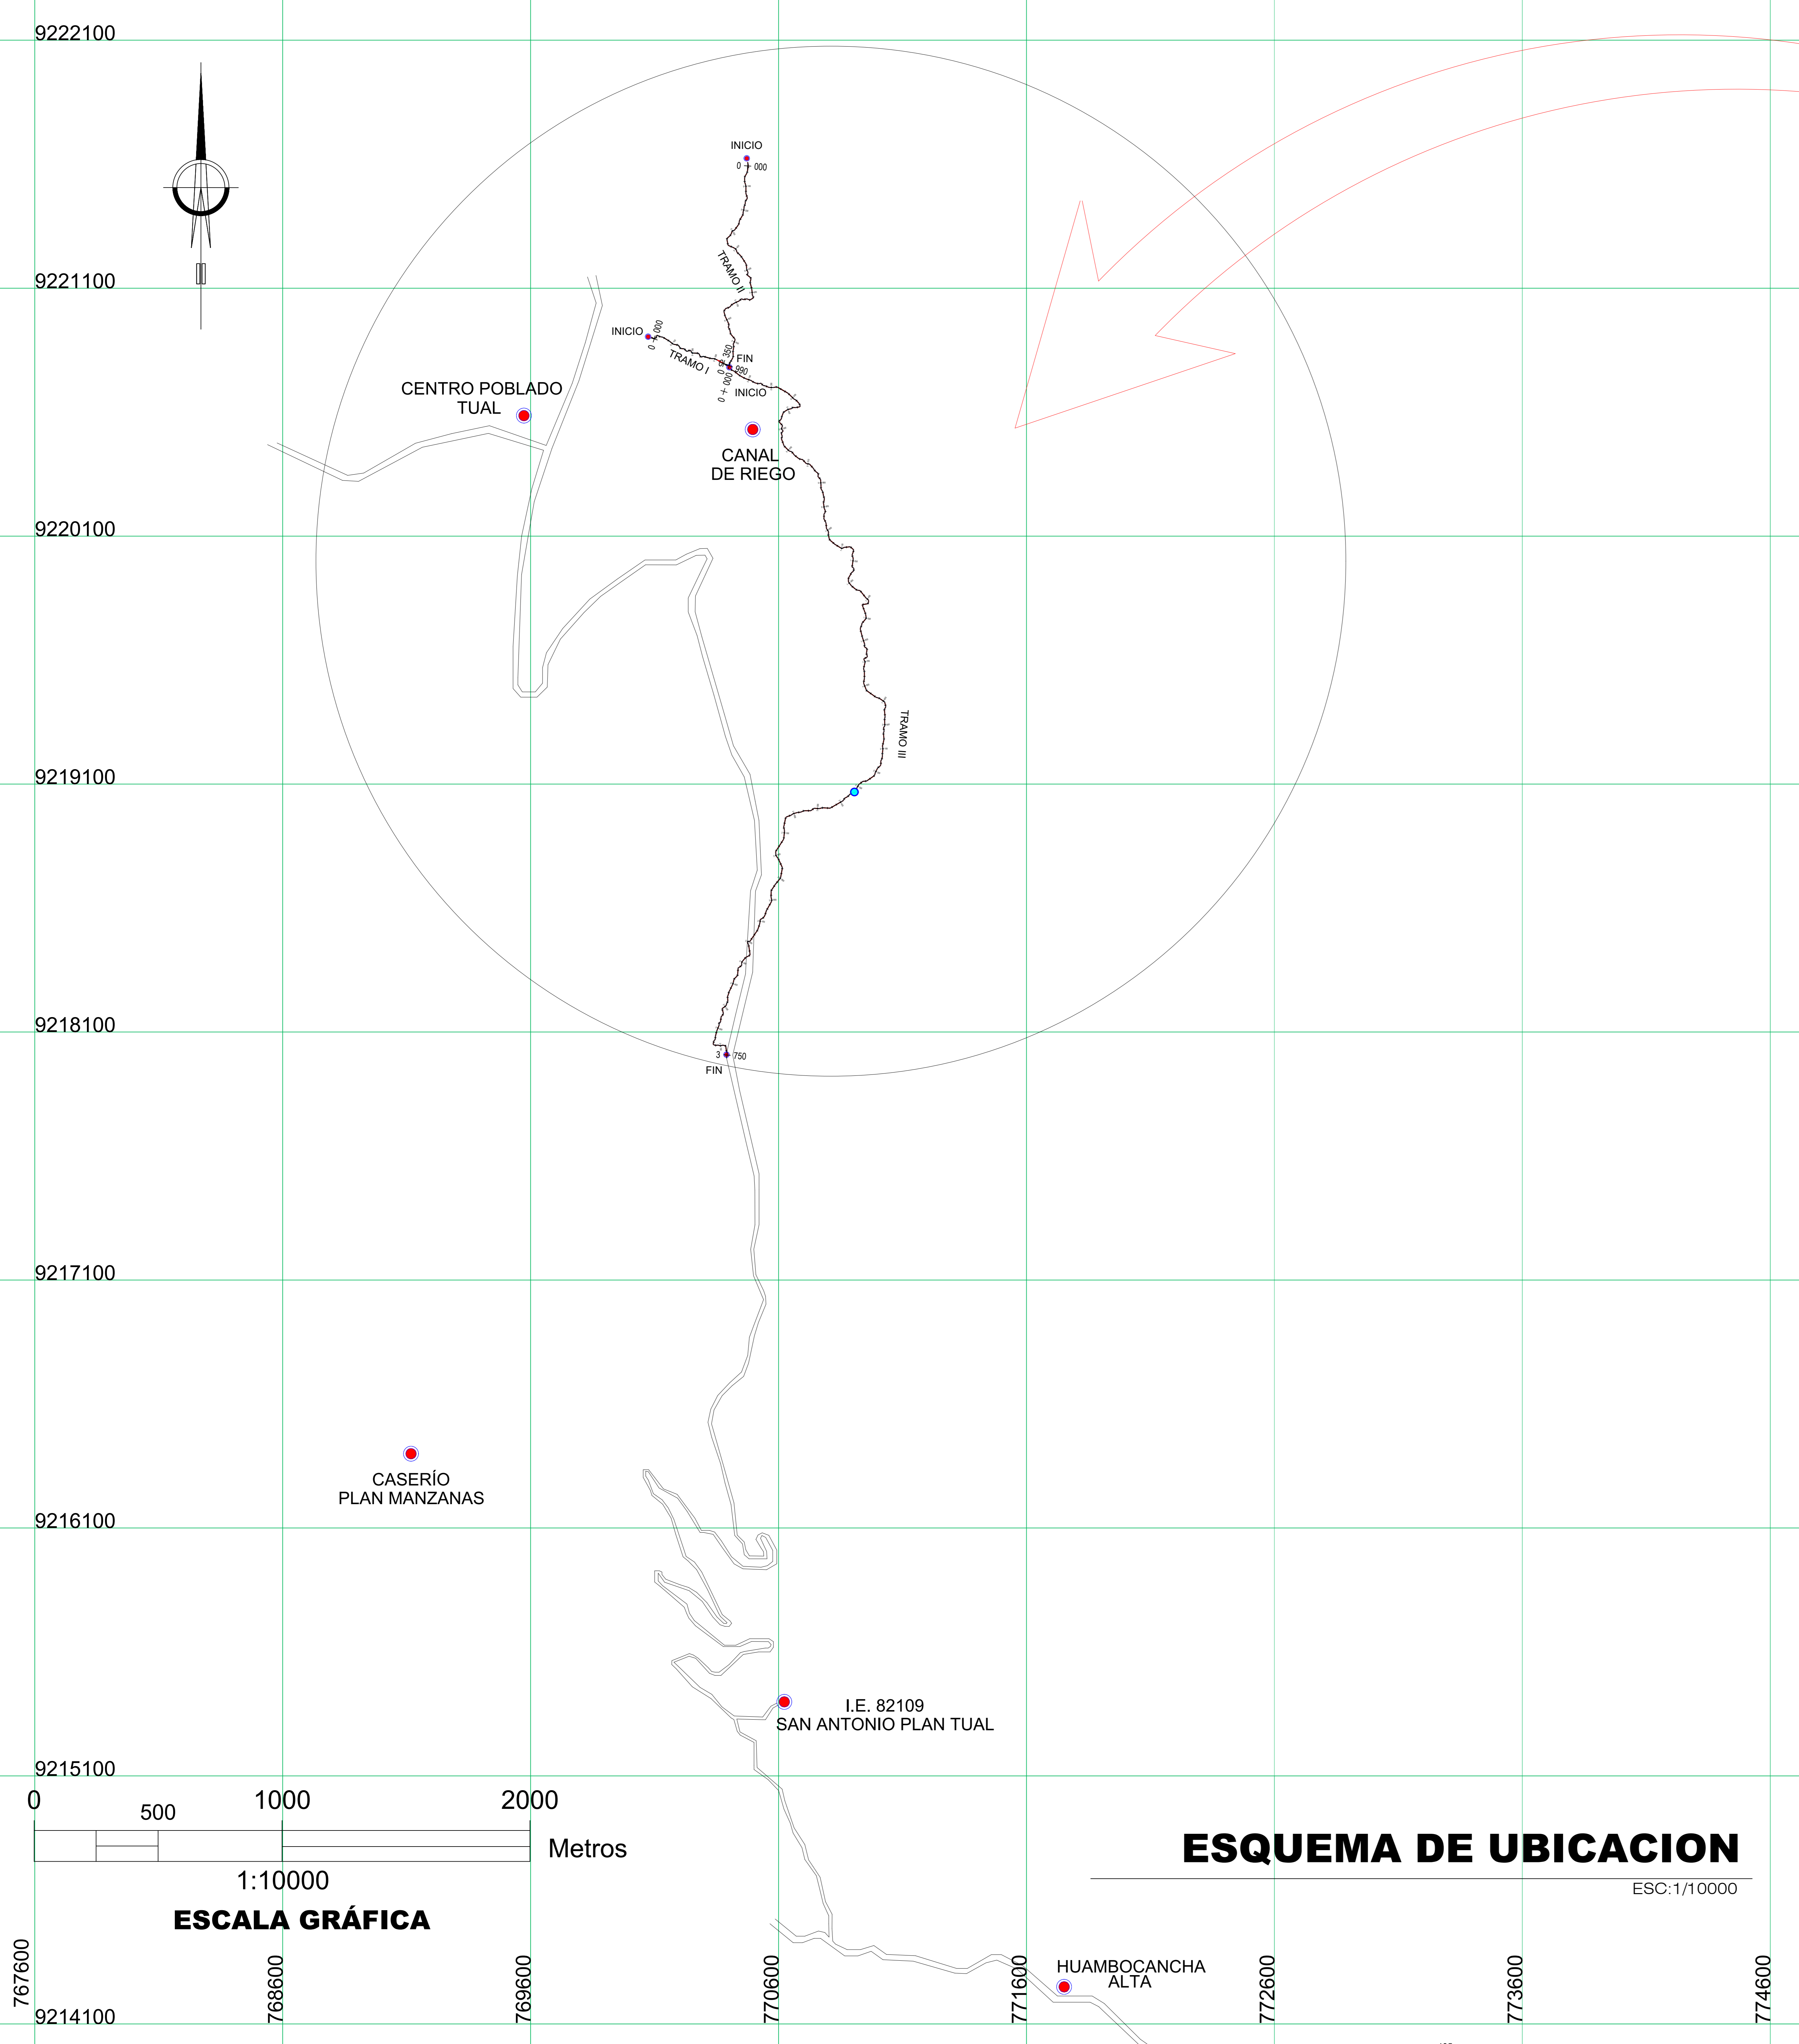 9222100
INICIO
0 + 000
9221100
TRAMO II
INICIO
0 + 000
TRAMO I
0 350
FIN
990
0 + 000
INICIO
CENTRO POBLADO
TUAL
CANAL
DE RIEGO
9220100
TRAMO III
9219100
9218100
3 + 750
FIN
9217100
CASERÍO
PLAN MANZANAS
9216100
I.E. 82109
SAN ANTONIO PLAN TUAL
9215100
0 500 1000 2000
Metros
1:10000
ESCALA GRÁFICA
ESQUEMA DE UBICACION
ESC:1/10000
HUAMBOCANCHA
ALTA
9214100
767600 768600 769600 770600 771600 772600 773600 774600